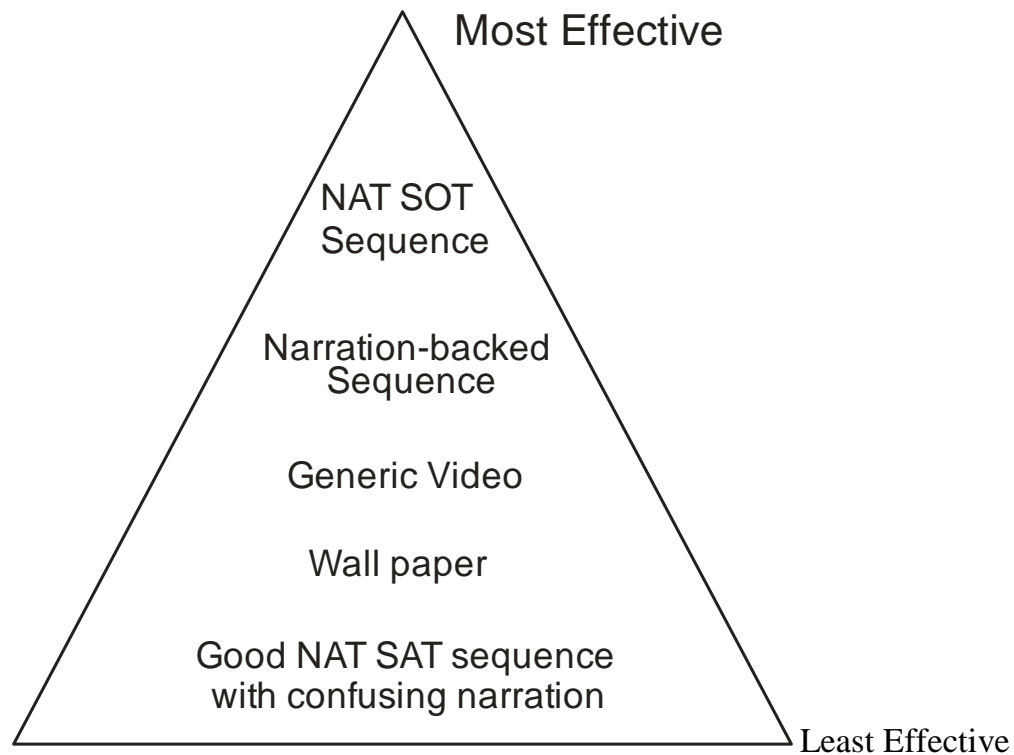 Most Effective
NAT SOT
Sequence
Narration-backed
Sequence
Generic Video
Wall paper
Good NAT SAT sequence
with confusing narration
Least Effective